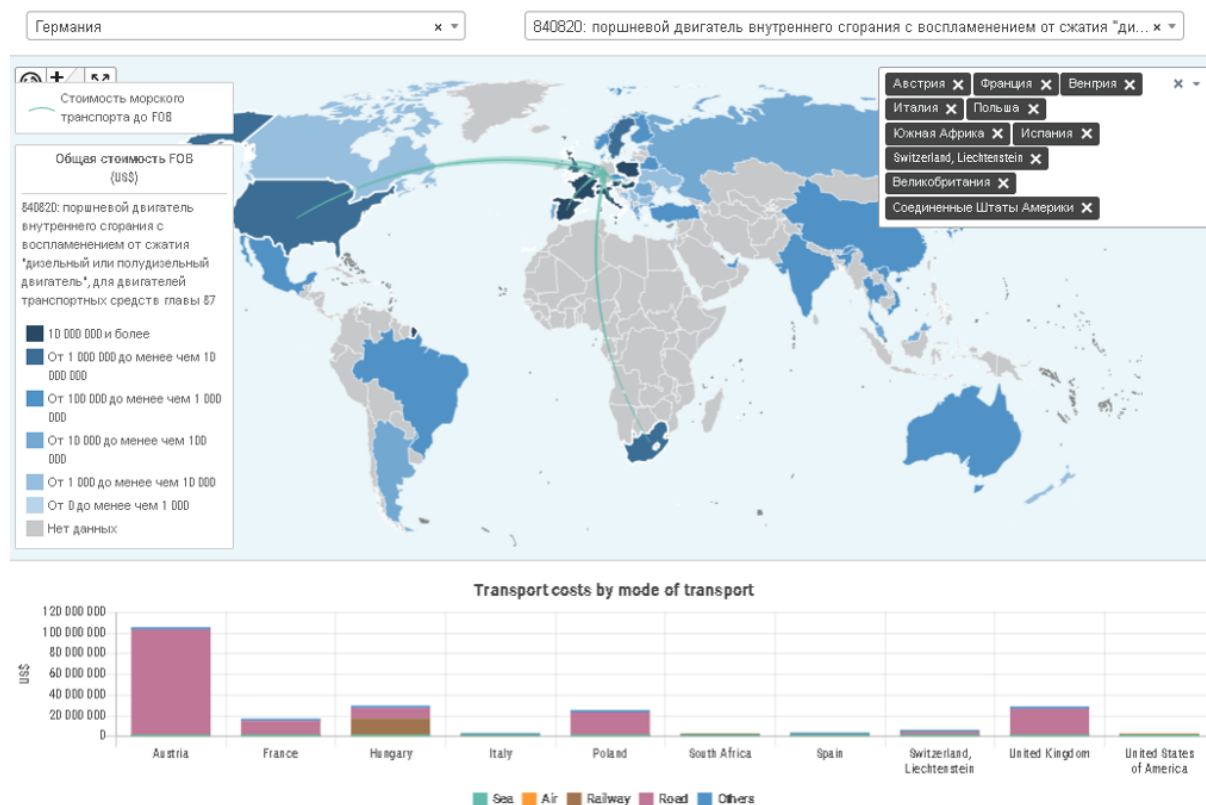 Германия × ▾
840820: поршневой двигатель внутреннего сгорания с воспламенением от сжатия "ди... × ▾
Стоимость морского
транспорта до FOB
Общая стоимость FOB
(US$)
840820: поршневой двигатель
внутреннего сгорания с
воспламенением от сжатия
"дизельный или полудизельный
двигатель", для двигателей
транспортных средств главы 87
10 000 000 и более
От 1 000 000 до менее чем 10
000 000
От 100 000 до менее чем 1 000
000
От 10 000 до менее чем 100
000
От 1 000 до менее чем 10 000
От 0 до менее чем 1 000
Нет данных
Австрия × Франция × Венгрия ×
Италия × Польша ×
Южная Африка × Испания ×
Switzerland, Liechtenstein ×
Великобритания ×
Соединенные Штаты Америки ×
Transport costs by mode of transport
US$
120 000 000
100 000 000
80 000 000
60 000 000
40 000 000
20 000 000
0
Austria
France
Hungary
Italy
Poland
South Africa
Spain
Switzerland,
Liechtenstein
United Kingdom
United States
of America
Sea Air Railway Road Others